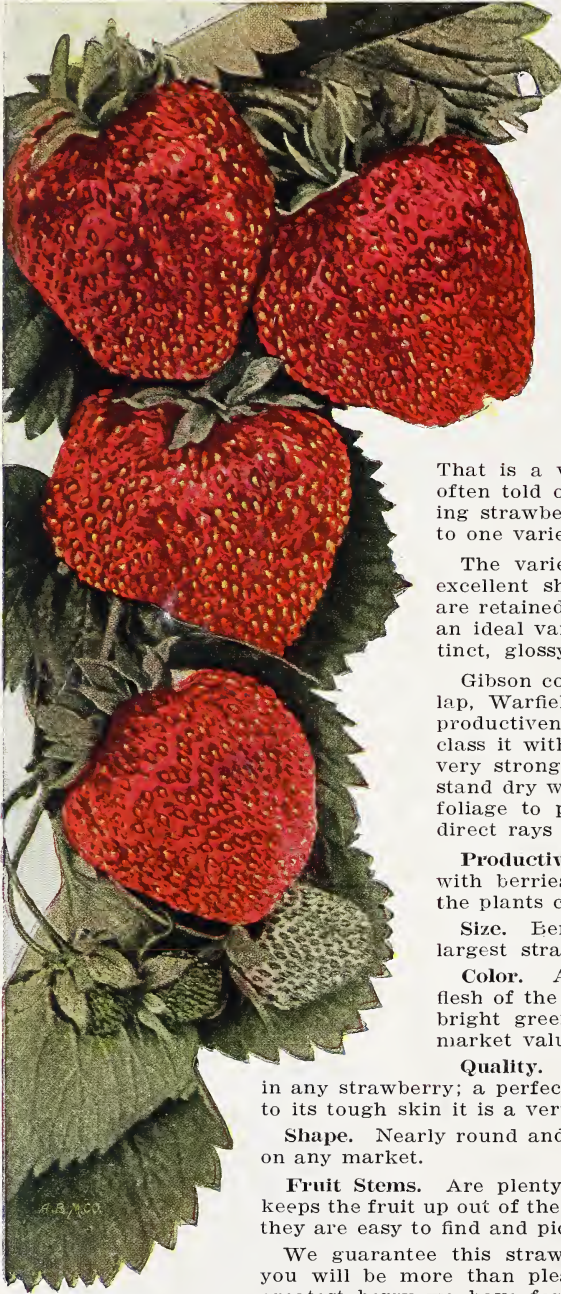 That is a v
often told o
ing strawbe
to one varie
The varie
excellent sh
are retained
an ideal var
tinct, glossy
Gibson co
lap, Warfiel
productiven
class it with
very strong
stand dry w
foliage to p
direct rays
Productiv
with berries
the plants c
Size. Ber
largest stra
Color. A
flesh of the
bright gree
market valu
Quality.
in any strawberry; a perfec
to its tough skin it is a ver
Shape. Nearly round and
on any market.
Fruit Stems. Are plenty
keeps the fruit up out of the
they are easy to find and pic
We guarantee this straw
you will be more than plea
A.B.M.CO.